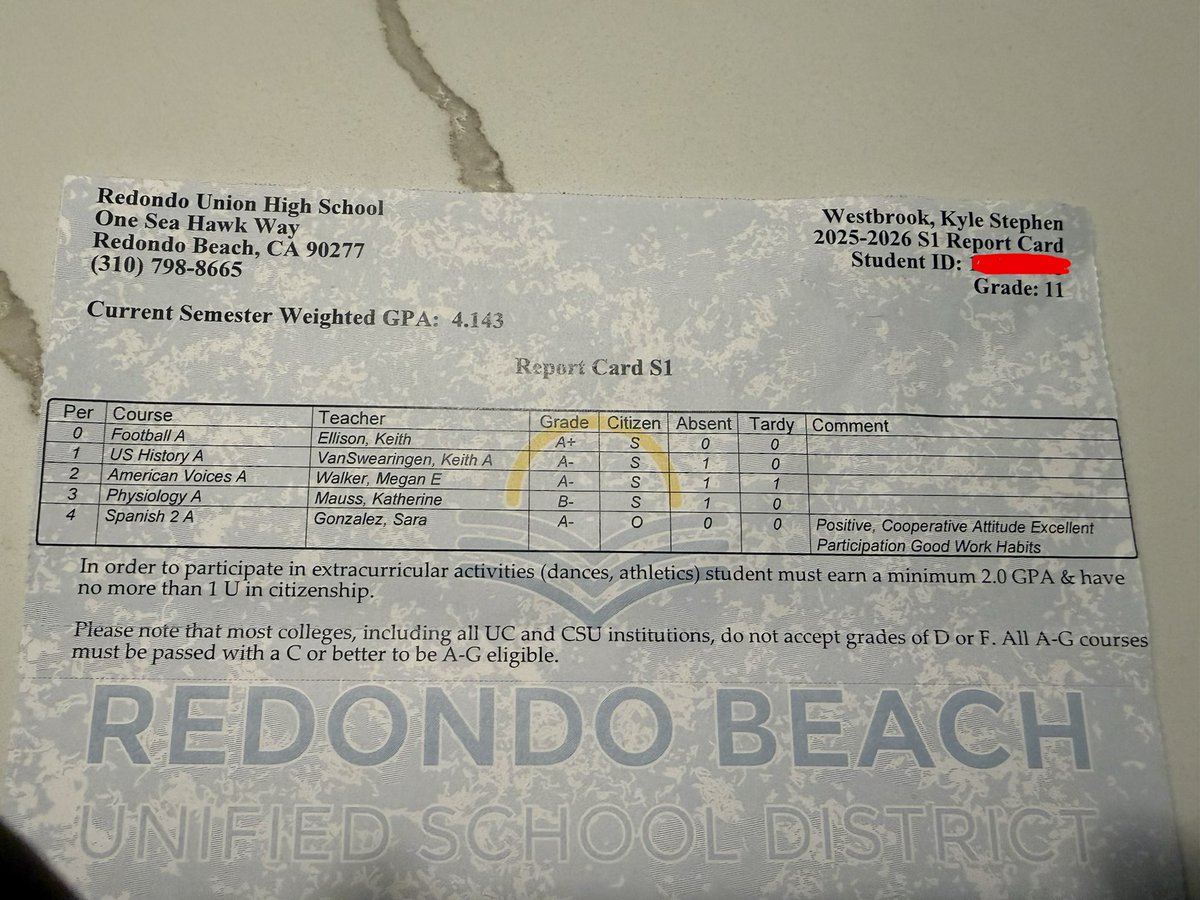 Redondo Union High School
One Sea Hawk Way
Redondo Beach, CA 90277
(310) 798-8665
Westbrook, Kyle Stephen
2025-2026 S1 Report Card
Student ID:
Grade: 11
Current Semester Weighted GPA: 4.143
Report Card S1
Per Course Teacher Grade Citizen Absent Tardy Comment
0 Football A Ellison, Keith A+ S 0 0
1 US History A VanSwearingen, Keith A A- S 1 0
2 American Voices A Walker, Megan E A- S 1 1
3 Physiology A Mauss, Katherine B- S 1 0
4 Spanish 2 A Gonzalez, Sara A- O 0 0 Positive, Cooperative Attitude Excellent
Participation Good Work Habits
In order to participate in extracurricular activities (dances, athletics) student must earn a minimum 2.0 GPA & have
no more than 1 U in citizenship.
Please note that most colleges, including all UC and CSU institutions, do not accept grades of D or F. All A-G courses
must be passed with a C or better to be A-G eligible.
REDONDO BEACH
UNIFIED SCHOOL DISTRICT